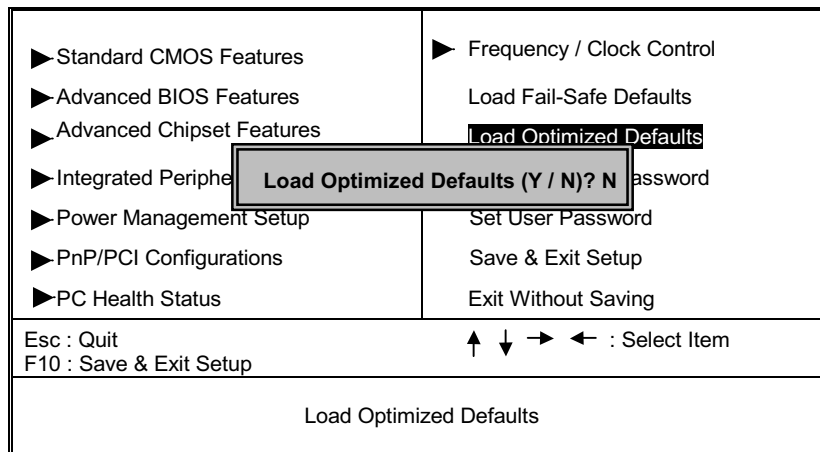 Standard CMOS Features
Advanced BIOS Features
Advanced Chipset Features
Integrated Periphe
Power Management Setup
PnP/PCI Configurations
PC Health Status
Frequency / Clock Control
Load Fail-Safe Defaults
Load Optimized Defaults
assword
Set User Password
Save & Exit Setup
Exit Without Saving
Load Optimized Defaults (Y / N)? N
Esc : Quit
F10 : Save & Exit Setup
↑ ↓ → ← : Select Item
Load Optimized Defaults